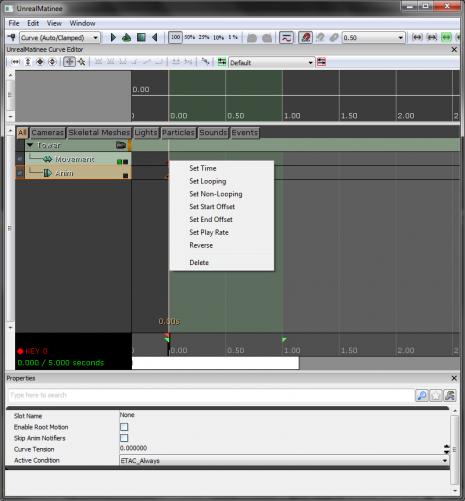 UnrealMatinee
File Edit View Window
Curve (Auto/Clamped) 100 50% 25% 10% 1% 0.50
UnrealMatinee Curve Editor
Default
0.00
0.00 0.50 1.00 1.50 2.00
All Cameras Skeletal Meshes Lights Particles Sounds Events
Tower
Movement
Anim
Set Time
Set Looping
Set Non-Looping
Set Start Offset
Set End Offset
Set Play Rate
Reverse
Delete
0.00s
KEY 0
0.00 0.50 1.00 1.50 2.00
0.000 / 5.000 seconds
Properties
Type here to search
Slot Name None
Enable Root Motion
Skip Anim Notifiers
Curve Tension 0.000000
Active Condition ETAC_Always